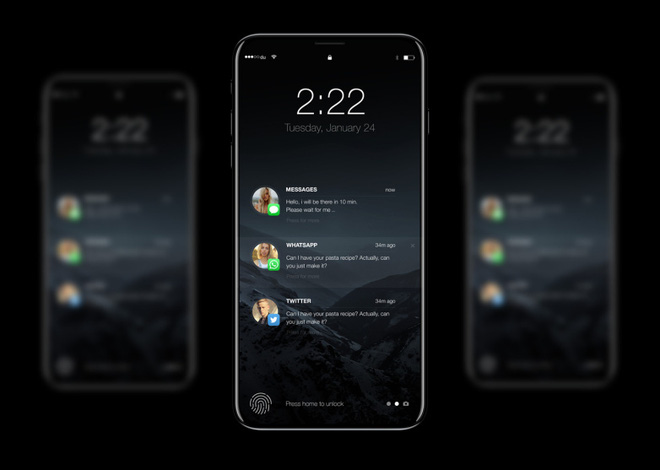 du
2:22
Tuesday, January 24
MESSAGES
now
Hello, i will be there in 10 min.
Please wait for me ..
WHATSAPP
34m ago
Can I have your pasta recipe? Actually, can
you just make it?
TWITTER
34m ago
Can I have your pasta recipe? Actually, can
you just make it?
Press home to unlock
2:22
2:22